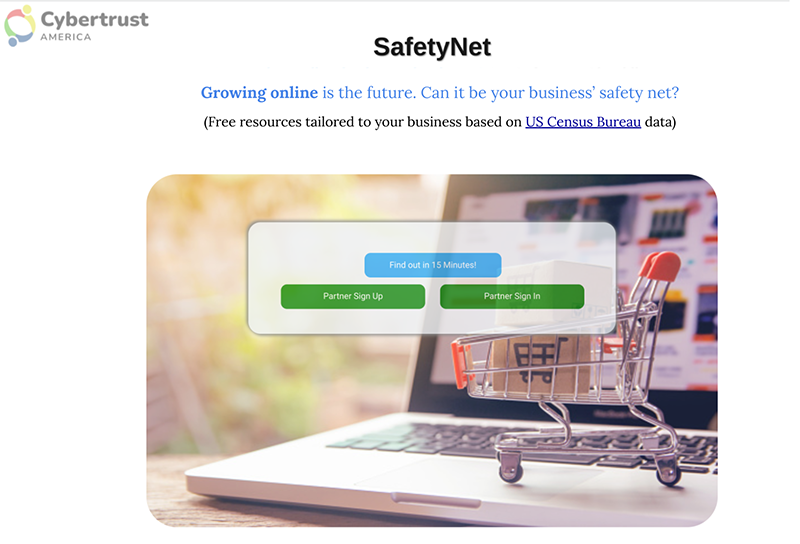 Cybertrust
AMERICA
SafetyNet
Growing online is the future. Can it be your business’ safety net?
(Free resources tailored to your business based on US Census Bureau data)
Find out in 15 Minutes!
Partner Sign Up
Partner Sign In